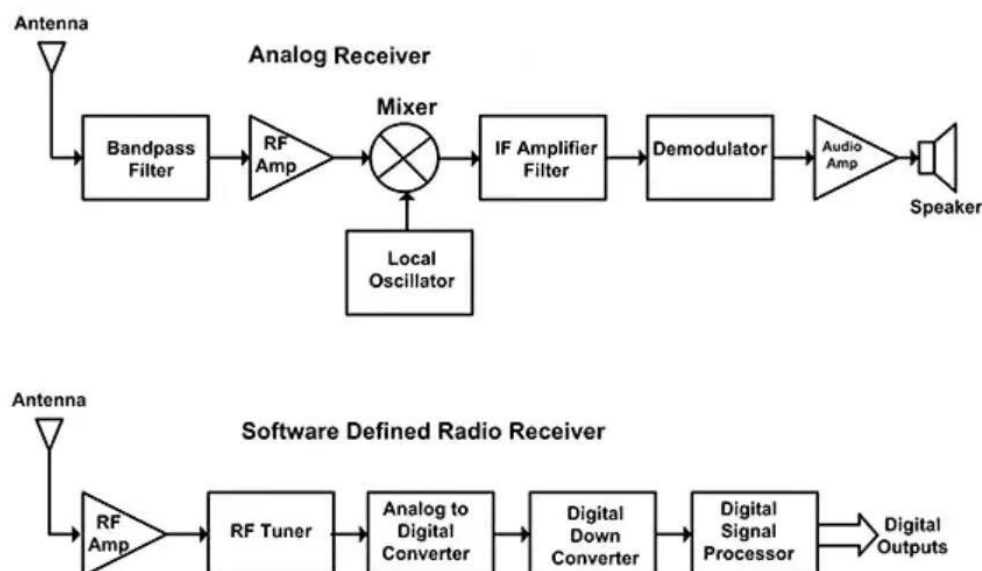 Antenna
Analog Receiver
Mixer
Bandpass
Filter
RF
Amp
IF Amplifier
Filter
Demodulator
Audio
Amp
Speaker
Local
Oscillator
Antenna
Software Defined Radio Receiver
RF
Amp
RF Tuner
Analog to
Digital
Converter
Digital
Down
Converter
Digital
Signal
Processor
Digital
Outputs